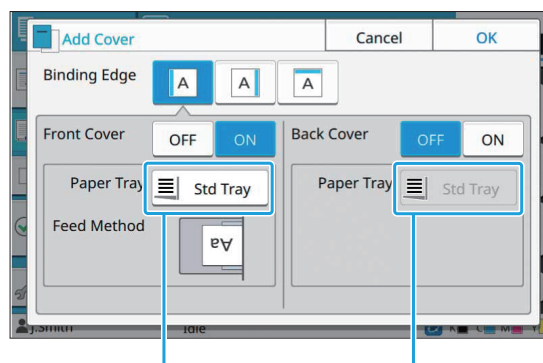 Add Cover Cancel OK
Binding Edge A A A
Front Cover OFF ON Back Cover OFF ON
Paper Tray Std Tray Paper Tray Std Tray
Feed Method Aa
J.Smith Idle K C M Y